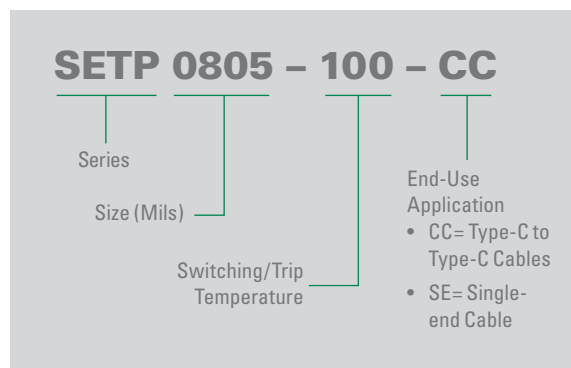 SETP 0805 – 100 – CC
Series
Size (Mils)
Switching/Trip
Temperature
End-Use
Application
• CC= Type-C to
Type-C Cables
• SE= Single-
end Cable